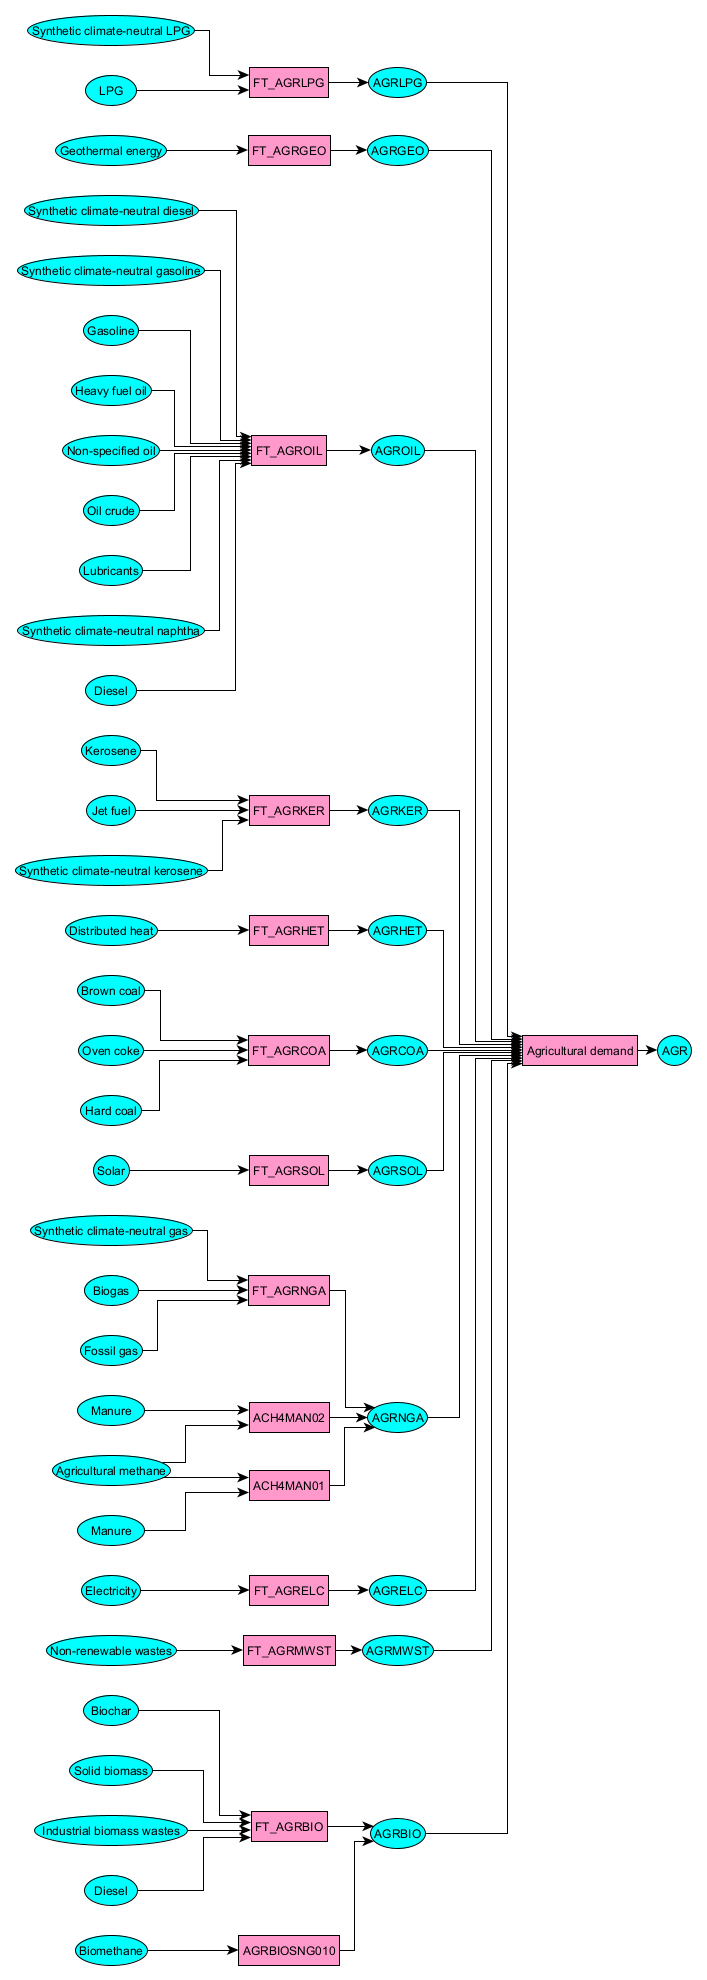 Synthetic climate-neutral LPG
FT_AGRLPG
AGRLPG
LPG
Geothermal energy
FT_AGRGEO
AGRGEO
Synthetic climate-neutral diesel
Synthetic climate-neutral gasoline
Gasoline
Heavy fuel oil
Non-specified oil
FT_AGROIL
AGROIL
Oil crude
Lubricants
Synthetic climate-neutral naphtha
Diesel
Kerosene
Jet fuel
FT_AGRKER
AGRKER
Synthetic climate-neutral kerosene
Distributed heat
FT_AGRHET
AGRHET
Brown coal
Oven coke
FT_AGRCOA
AGRCOA
Agricultural demand
AGR
Hard coal
Solar
FT_AGRSOL
AGRSOL
Synthetic climate-neutral gas
Biogas
FT_AGRNGA
Fossil gas
Manure
ACH4MAN02
AGRNGA
Agricultural methane
ACH4MAN01
Manure
Electricity
FT_AGRELC
AGRELC
Non-renewable wastes
FT_AGRMWST
AGRMWST
Biochar
Solid biomass
Industrial biomass wastes
FT_AGRBIO
AGRBIO
Diesel
Biomethane
AGRBIOSNG010